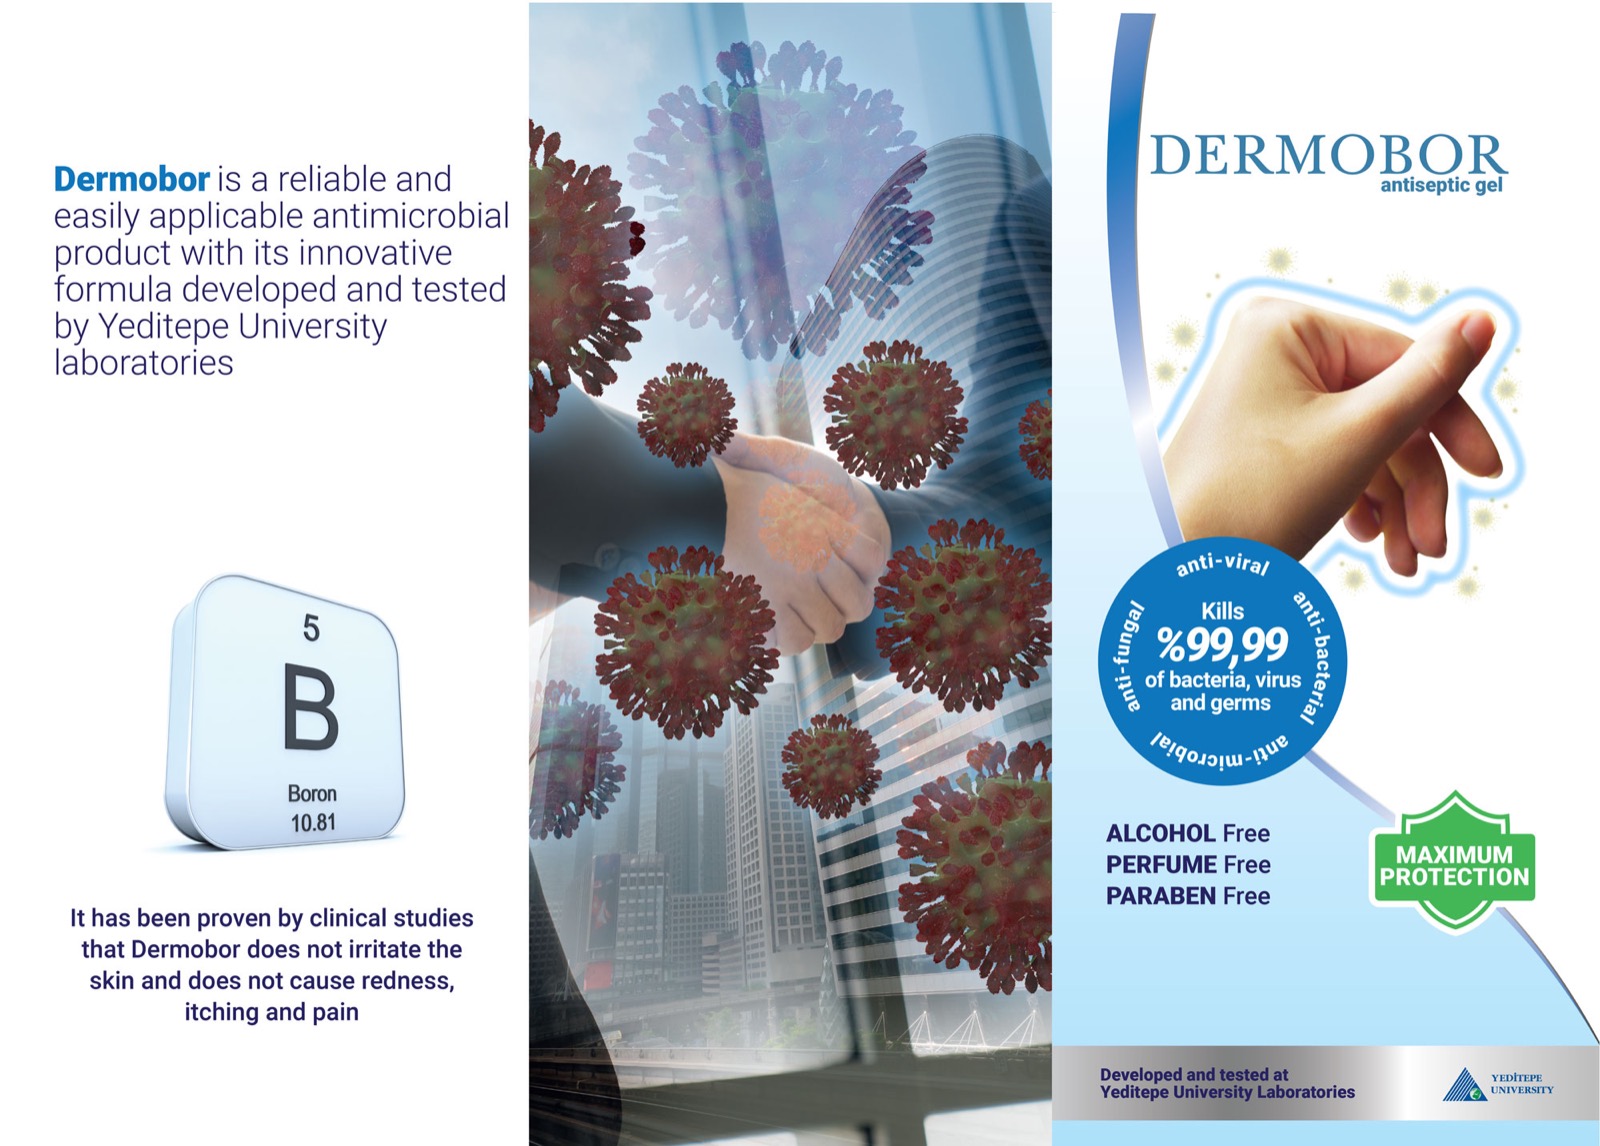 Dermobor is a reliable and
easily applicable antimicrobial
product with its innovative
formula developed and tested
by Yeditepe University
laboratories
5
B
Boron
10.81
It has been proven by clinical studies
that Dermobor does not irritate the
skin and does not cause redness,
itching and pain
DERMOBOR
antiseptic gel
anti-viral
anti-bacterial
anti-microbial
anti-fungal
Kills
%99,99
of bacteria, virus
and germs
ALCOHOL Free
PERFUME Free
PARABEN Free
MAXIMUM
PROTECTION
Developed and tested at
Yeditepe University Laboratories
YEDİTEPE
UNIVERSITY